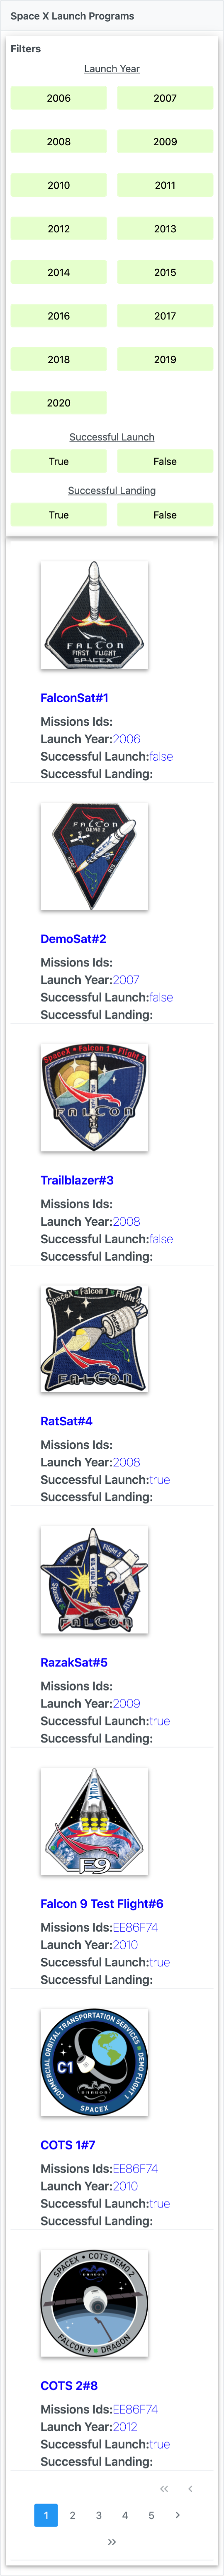 Space X Launch Programs
Filters
Launch Year
2006 2007
2008 2009
2010 2011
2012 2013
2014 2015
2016 2017
2018 2019
2020
Successful Launch
True False
Successful Landing
True False
FALCON
FIRST FLIGHT
SPACEX
FalconSat#1
Missions Ids:
Launch Year:2006
Successful Launch:false
Successful Landing:
FALCON
DEMO 2
DemoSat#2
Missions Ids:
Launch Year:2007
Successful Launch:false
Successful Landing:
SpaceX • Falcon 1 • Flight 3
FALCON
Trailblazer#3
Missions Ids:
Launch Year:2008
Successful Launch:false
Successful Landing:
SpaceX Falcon 1 Flight 4
FALCON
RatSat#4
Missions Ids:
Launch Year:2008
Successful Launch:true
Successful Landing:
RazakSAT Flight 5
SpaceX
FALCON
RazakSat#5
Missions Ids:
Launch Year:2009
Successful Launch:true
Successful Landing:
F9
Falcon 9 Test Flight#6
Missions Ids:EE86F74
Launch Year:2010
Successful Launch:true
Successful Landing:
COMMERCIAL ORBITAL TRANSPORTATION SERVICES • DEMO FLIGHT 1
C1
SPACEX
COTS 1#7
Missions Ids:EE86F74
Launch Year:2010
Successful Launch:true
Successful Landing:
SPACEX • COTS DEMO 2
FALCON 9 DRAGON
COTS 2#8
Missions Ids:EE86F74
Launch Year:2012
Successful Launch:true
Successful Landing:
« ‹
1 2 3 4 5 ›
»